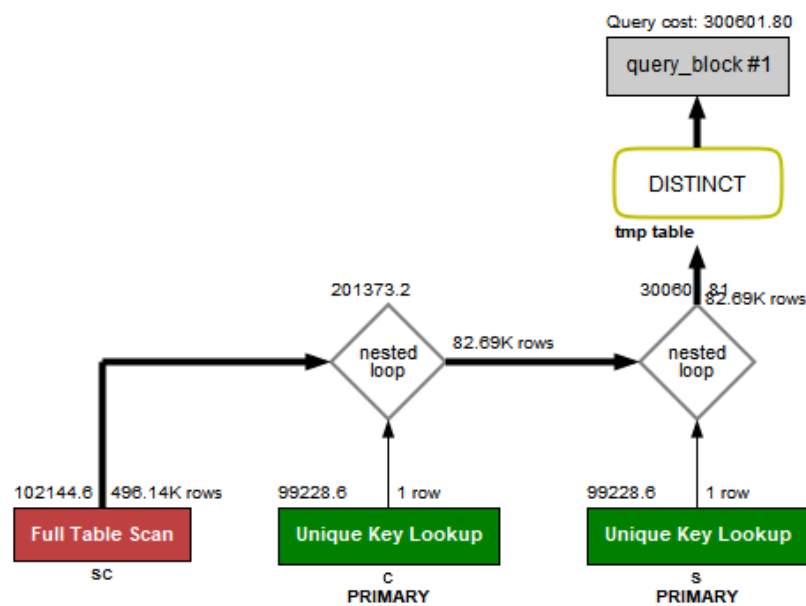 Query cost: 300601.80
query_block #1
DISTINCT
tmp table
201373.2
82.69K rows
nested
loop
82.69K rows
nested
loop
102144.6
496.14K rows
99228.6
1 row
99228.6
1 row
Full Table Scan
Unique Key Lookup
Unique Key Lookup
sc
c
PRIMARY
s
PRIMARY